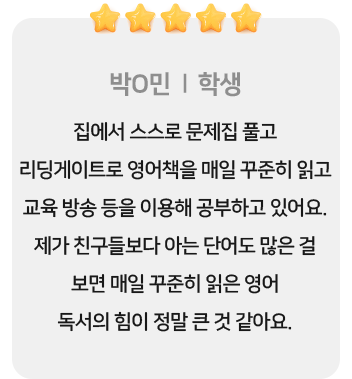 박O민 | 학생
집에서 스스로 문제집 풀고
리딩게이트로 영어책을 매일 꾸준히 읽고
교육 방송 등을 이용해 공부하고 있어요.
제가 친구들보다 아는 단어도 많은 걸
보면 매일 꾸준히 읽은 영어
독서의 힘이 정말 큰 것 같아요.